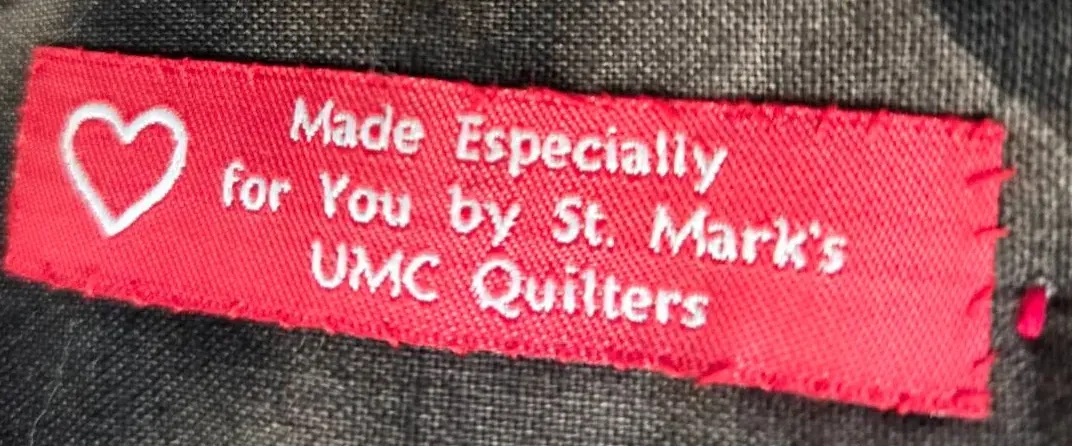 Made Especially
for You by St. Mark's
UMC Quilters